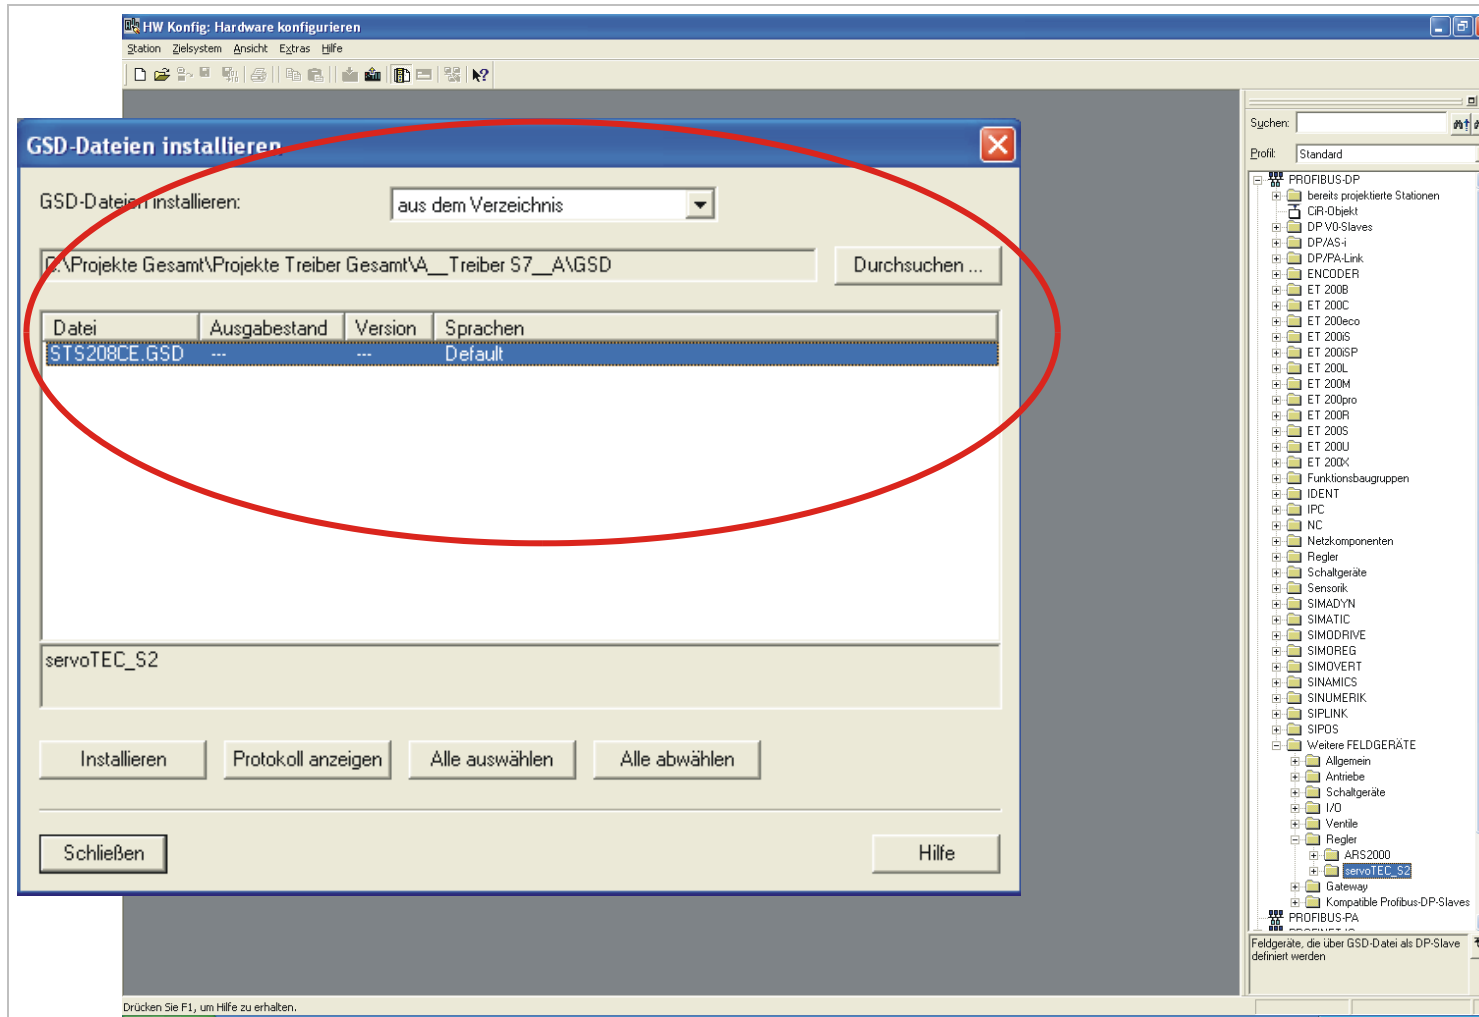 HW Konfig: Hardware konfigurieren
Station Zielsystem Ansicht Extras Hilfe
GSD-Dateien installieren
GSD-Dateien installieren:
aus dem Verzeichnis
C:\Projekte Gesamt\Projekte Treiber Gesamt\A__Treiber S7__A\GSD
Durchsuchen ...
Datei Ausgabestand Version Sprachen
STS208CE.GSD --- --- Default
servoTEC_S2
Installieren Protokoll anzeigen Alle auswählen Alle abwählen
Schließen Hilfe
Suchen:
Profil: Standard
PROFIBUS-DP
bereits projektierte Stationen
CiR-Objekt
DP V0-Slaves
DP/AS-i
DP/PA-Link
ENCODER
ET 200B
ET 200C
ET 200eco
ET 200iS
ET 200iSP
ET 200L
ET 200M
ET 200pro
ET 200R
ET 200S
ET 200U
ET 200X
Funktionsbaugruppen
IDENT
IPC
NC
Netzkomponenten
Regler
Schaltgeräte
Sensorik
SIMADYN
SIMATIC
SIMODRIVE
SIMOREG
SIMOVERT
SINAMICS
SINUMERIK
SIPLINK
SIPOS
Weitere FELDGERÄTE
Allgemein
Antriebe
Schaltgeräte
I/O
Ventile
Regler
ARS2000
servoTEC_S2
Gateway
Kompatible Profibus-DP-Slaves
PROFIBUS-PA
Feldgeräte, die über GSD-Datei als DP-Slave
definiert werden
Drücken Sie F1, um Hilfe zu erhalten.